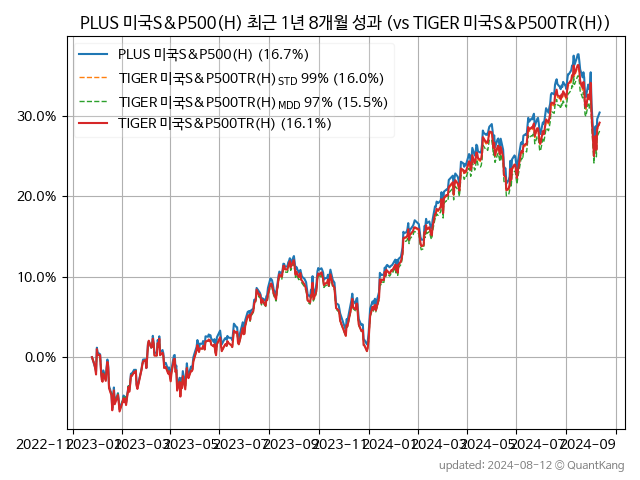 PLUS 미국S&P500(H) 최근 1년 8개월 성과 (vs TIGER 미국S&P500TR(H))
PLUS 미국S&P500(H) (16.7%)
TIGER 미국S&P500TR(H) STD 99% (16.0%)
TIGER 미국S&P500TR(H) MDD 97% (15.5%)
TIGER 미국S&P500TR(H) (16.1%)
30.0%
20.0%
10.0%
0.0%
2022-11 2023-01 2023-03 2023-05 2023-07 2023-09 2023-11 2024-01 2024-03 2024-05 2024-07 2024-09
updated: 2024-08-12 © QuantKang